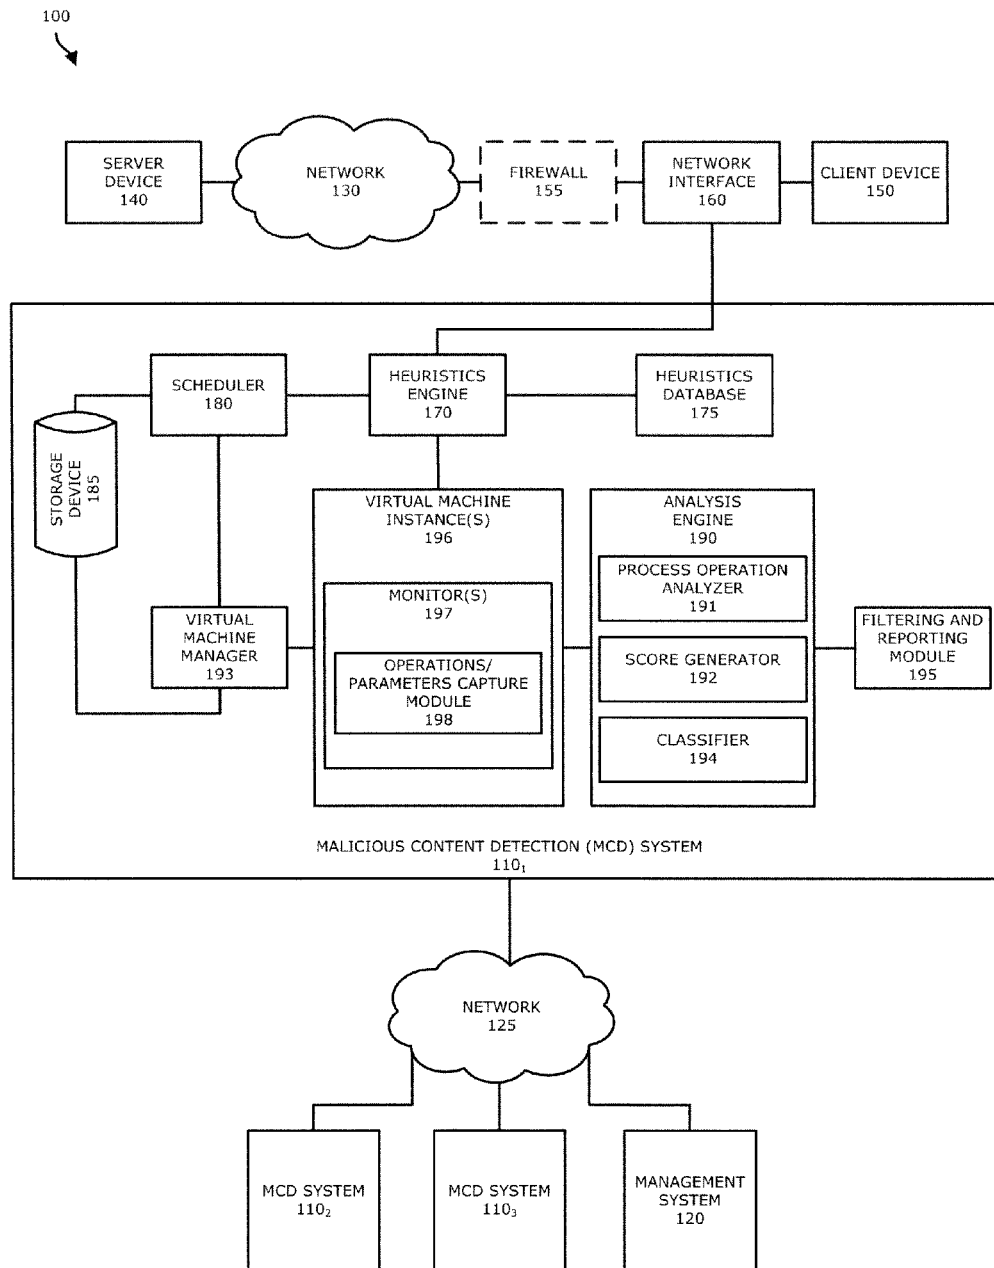 100
SERVER
DEVICE
140
NETWORK
130
FIREWALL
155
NETWORK
INTERFACE
160
CLIENT DEVICE
150
SCHEDULER
180
HEURISTICS
ENGINE
170
HEURISTICS
DATABASE
175
STORAGE
DEVICE
185
VIRTUAL MACHINE
INSTANCE(S)
196
MONITOR(S)
197
OPERATIONS/
PARAMETERS CAPTURE
MODULE
198
ANALYSIS
ENGINE
190
PROCESS OPERATION
ANALYZER
191
SCORE GENERATOR
192
CLASSIFIER
194
VIRTUAL
MACHINE
MANAGER
193
FILTERING AND
REPORTING
MODULE
195
MALICIOUS CONTENT DETECTION (MCD) SYSTEM
110₁
NETWORK
125
MCD SYSTEM
110₂
MCD SYSTEM
110₃
MANAGEMENT
SYSTEM
120